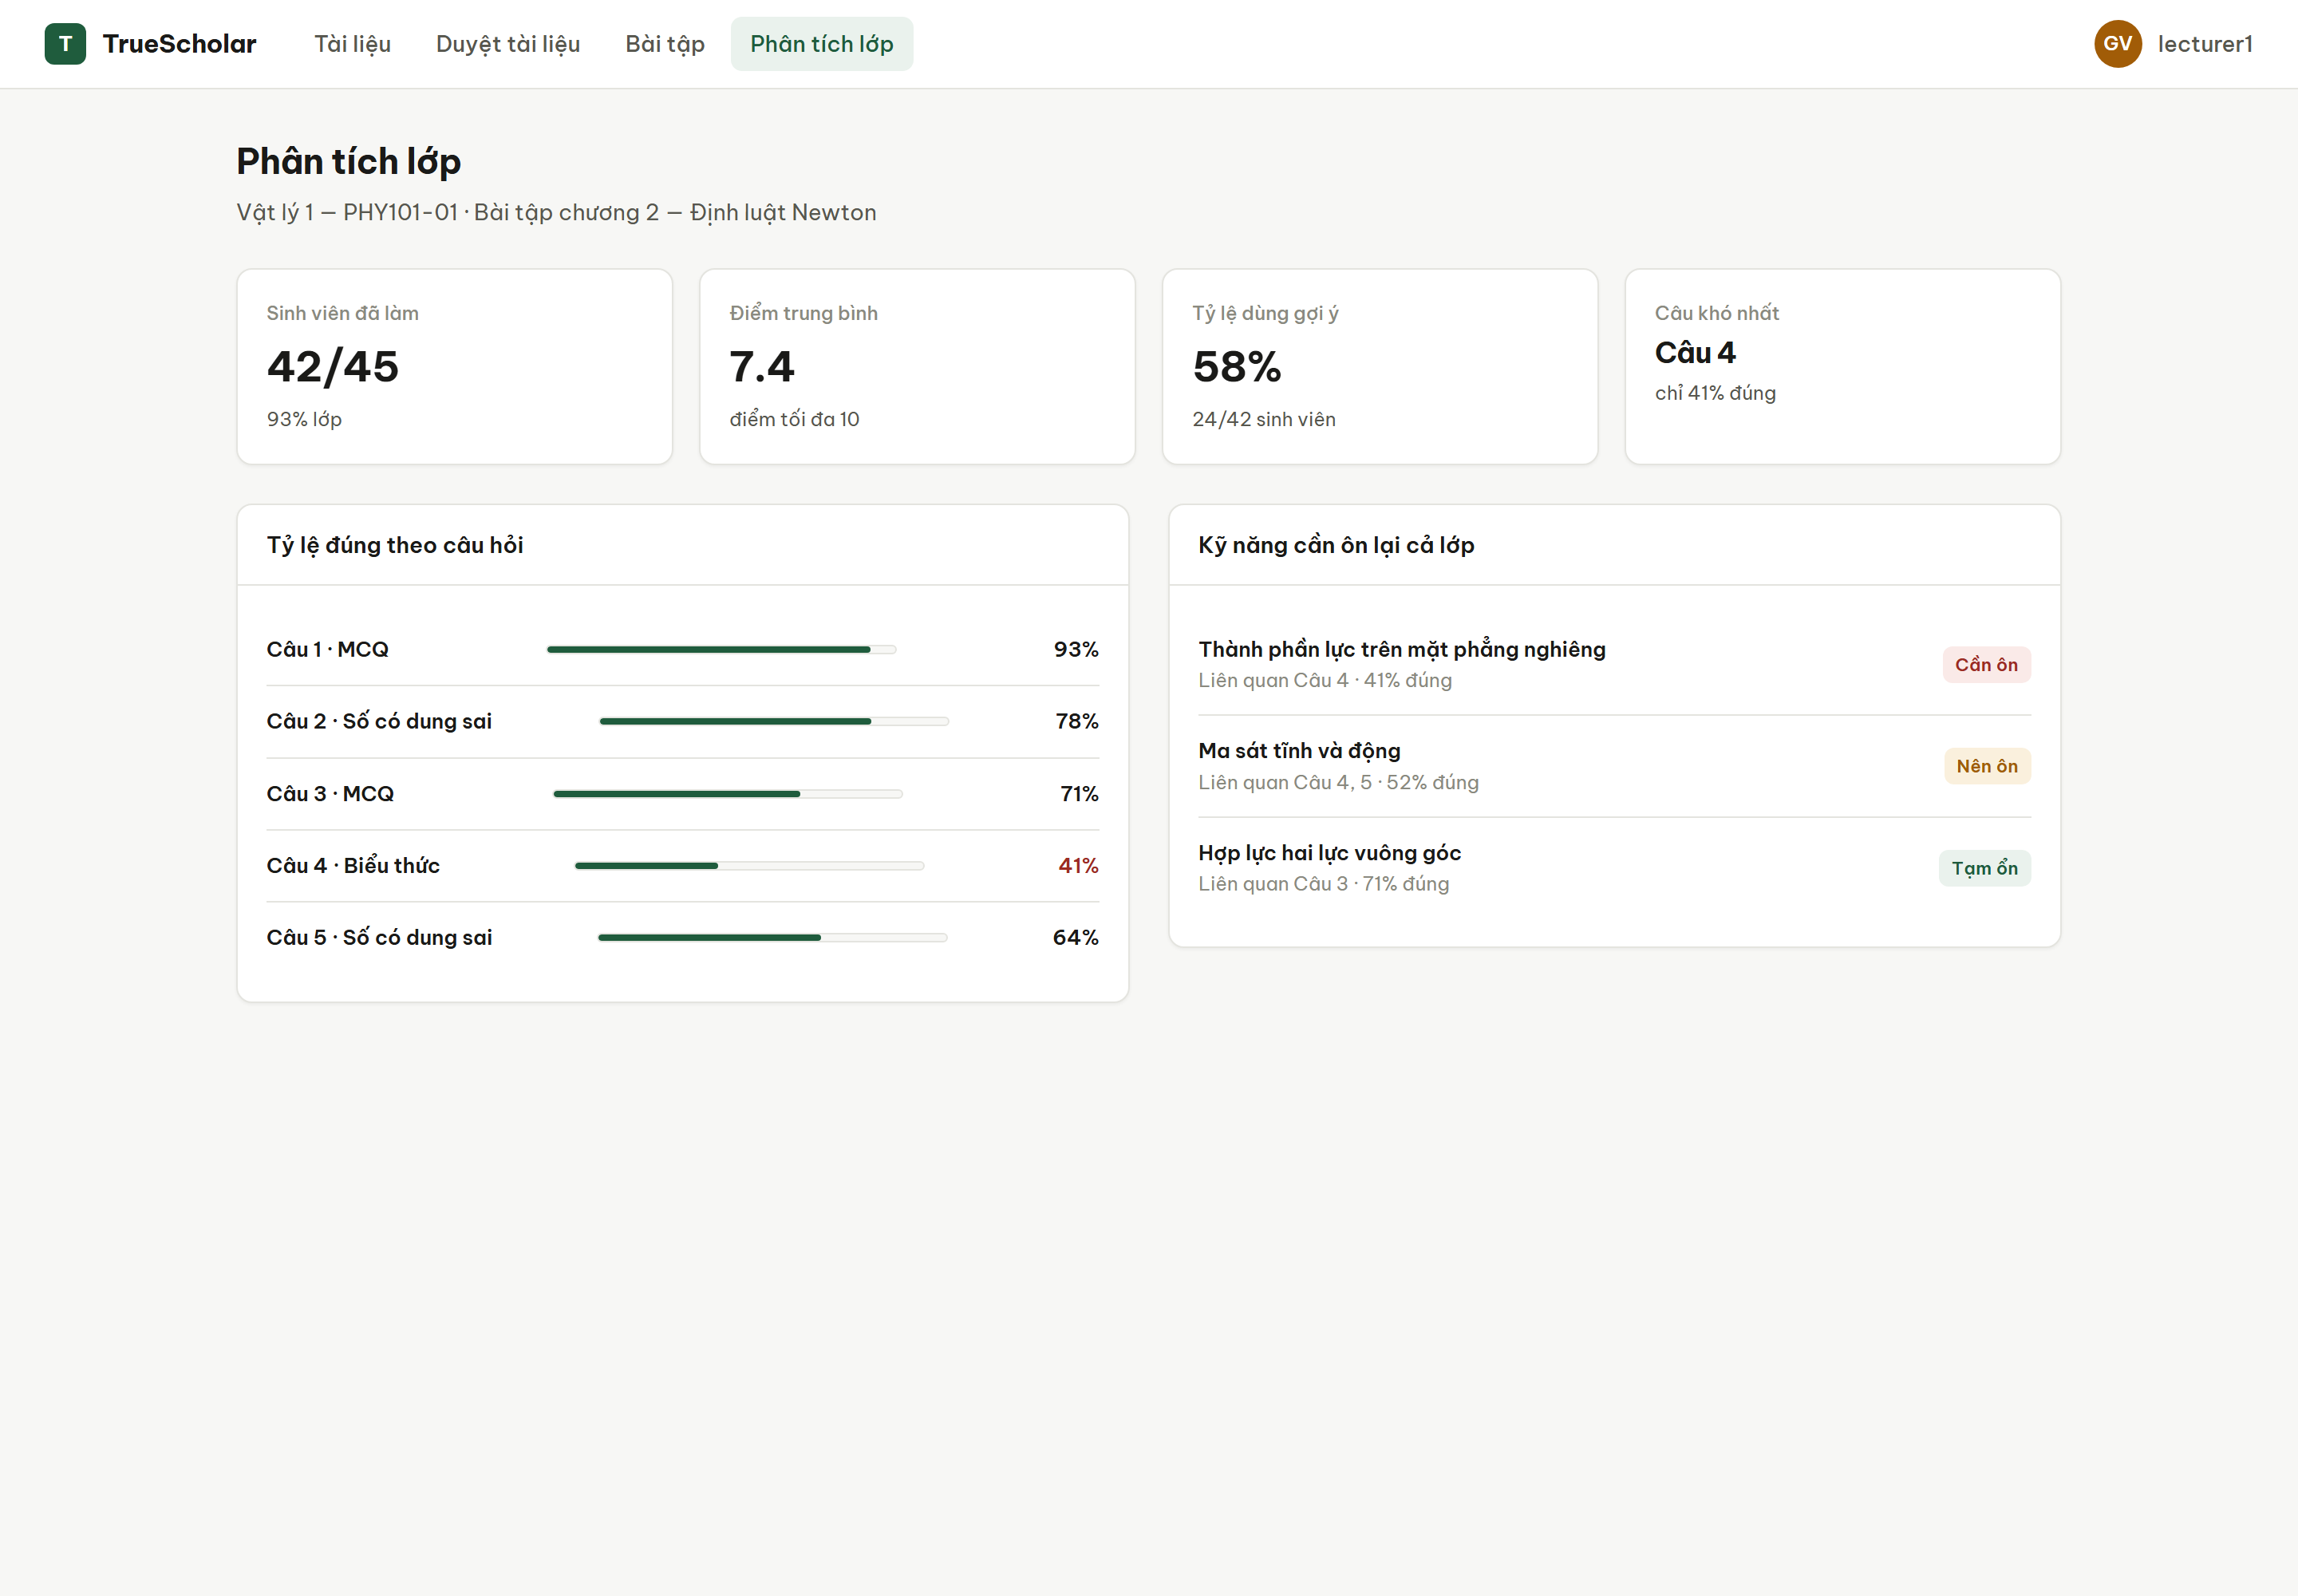 T TrueScholar Tài liệu Duyệt tài liệu Bài tập Phân tích lớp GV lecturer1
Phân tích lớp
Vật lý 1 — PHY101-01 · Bài tập chương 2 — Định luật Newton
Sinh viên đã làm
42/45
93% lớp
Điểm trung bình
7.4
điểm tối đa 10
Tỷ lệ dùng gợi ý
58%
24/42 sinh viên
Câu khó nhất
Câu 4
chỉ 41% đúng
Tỷ lệ đúng theo câu hỏi
Câu 1 · MCQ 93%
Câu 2 · Số có dung sai 78%
Câu 3 · MCQ 71%
Câu 4 · Biểu thức 41%
Câu 5 · Số có dung sai 64%
Kỹ năng cần ôn lại cả lớp
Thành phần lực trên mặt phẳng nghiêng
Liên quan Câu 4 · 41% đúng
Cần ôn
Ma sát tĩnh và động
Liên quan Câu 4, 5 · 52% đúng
Nên ôn
Hợp lực hai lực vuông góc
Liên quan Câu 3 · 71% đúng
Tạm ổn